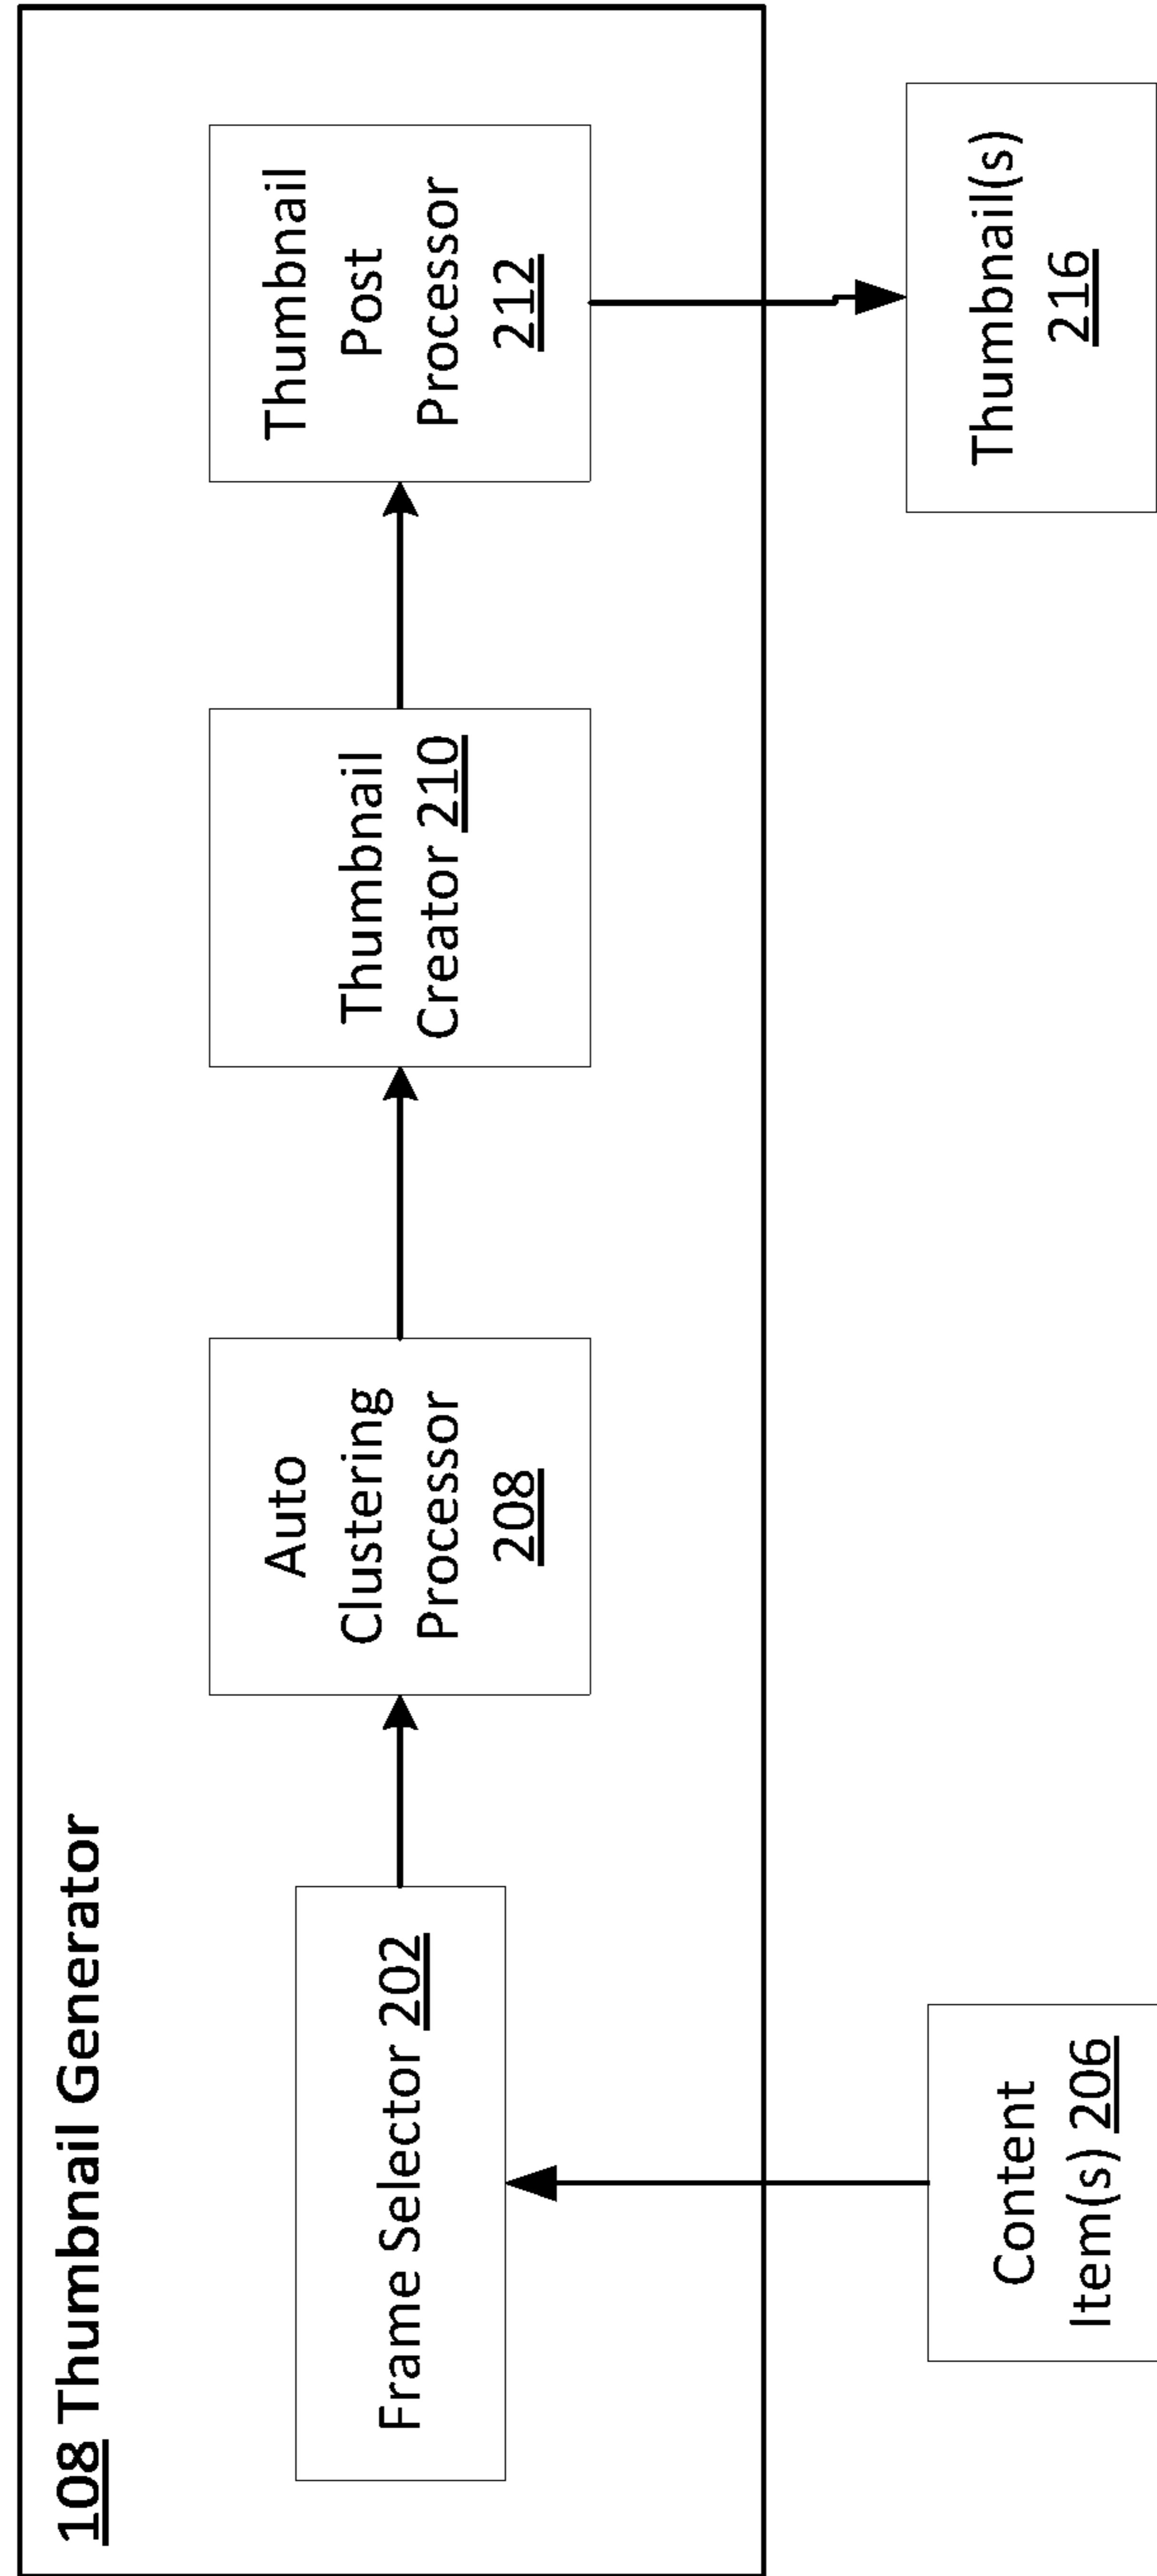 108 Thumbnail Generator
Frame Selector 202
Auto
Clustering
Processor
208
Thumbnail
Creator 210
Thumbnail
Post
Processor
212
Content
Item(s) 206
Thumbnail(s)
216